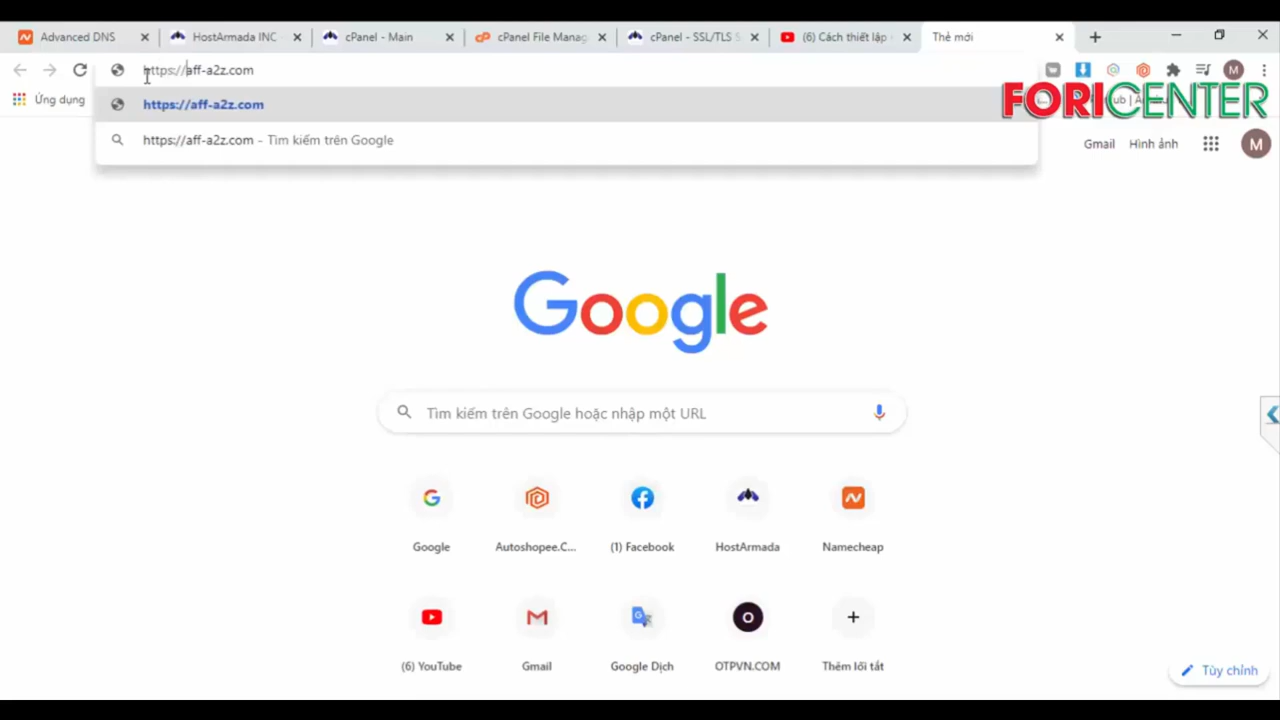 Advanced DNS
HostArmada INC -
cPanel - Main
cPanel File Manag
cPanel - SSL/TLS S
(6) Cách thiết lập
Thẻ mới
https://aff-a2z.com
Ứng dụng
https://aff-a2z.com
https://aff-a2z.com - Tìm kiếm trên Google
FORICENTER
Gmail
Hình ảnh
M
Google
Tìm kiếm trên Google hoặc nhập một URL
Google
Autoshopee.C...
(1) Facebook
HostArmada
Namecheap
(6) YouTube
Gmail
Google Dịch
OTPVN.COM
Thêm lối tắt
Tùy chỉnh